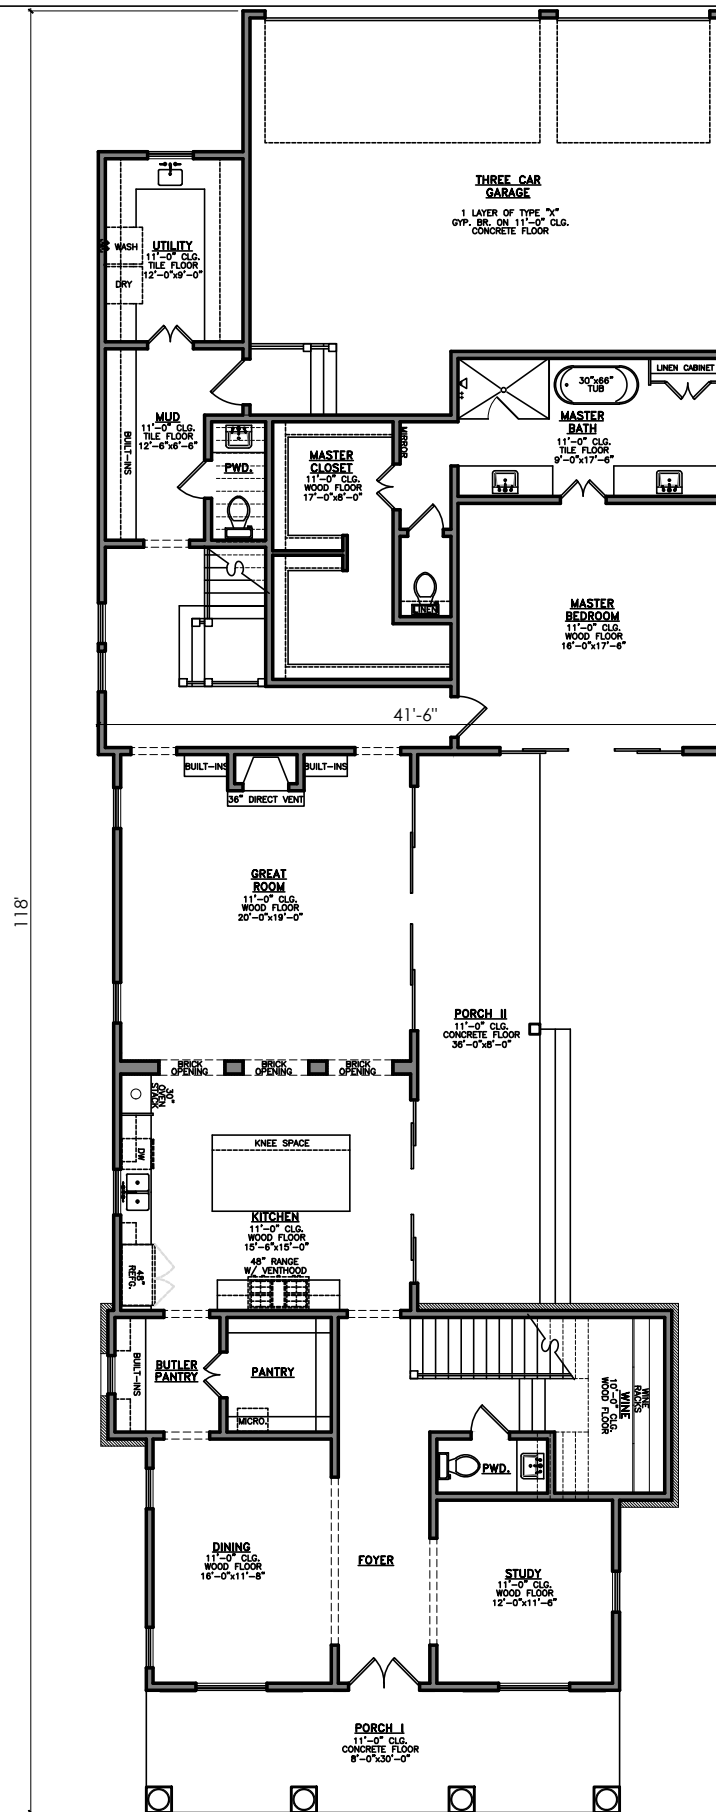 THREE CAR
GARAGE
1 LAYER OF TYPE "X"
GYP. BR. ON 11'-0" CLG.
CONCRETE FLOOR
WASH
DRY
UTILITY
11'-0" CLG.
TILE FLOOR
12'-0"x9'-0"
MUD
11'-0" CLG.
TILE FLOOR
12'-6"x6'-6"
BUILT-INS
PWD.
MASTER
CLOSET
11'-0" CLG.
WOOD FLOOR
17'-0"x8'-0"
MIRROR
30"x66"
TUB
LINEN CABINET
MASTER
BATH
11'-0" CLG.
TILE FLOOR
9'-0"x17'-6"
LINEN
MASTER
BEDROOM
11'-0" CLG.
WOOD FLOOR
16'-0"x17'-6"
41'-6"
118'
BUILT-INS
BUILT-INS
36" DIRECT VENT
GREAT
ROOM
11'-0" CLG.
WOOD FLOOR
20'-0"x19'-0"
PORCH II
11'-0" CLG.
CONCRETE FLOOR
36'-0"x8'-0"
BRICK
OPENING
BRICK
OPENING
BRICK
OPENING
30"
OVEN
STACK
DW
KNEE SPACE
KITCHEN
11'-0" CLG.
WOOD FLOOR
15'-6"x15'-0"
48" RANGE
W/ VENTHOOD
48"
REFG.
BUILT-INS
BUTLER
PANTRY
PANTRY
MICRO.
WINE
RACKS
WINE
10'-0" CLG.
WOOD FLOOR
PWD.
DINING
11'-0" CLG.
WOOD FLOOR
16'-0"x11'-8"
FOYER
STUDY
11'-0" CLG.
WOOD FLOOR
12'-0"x11'-6"
PORCH I
11'-0" CLG.
CONCRETE FLOOR
8'-0"x30'-0"